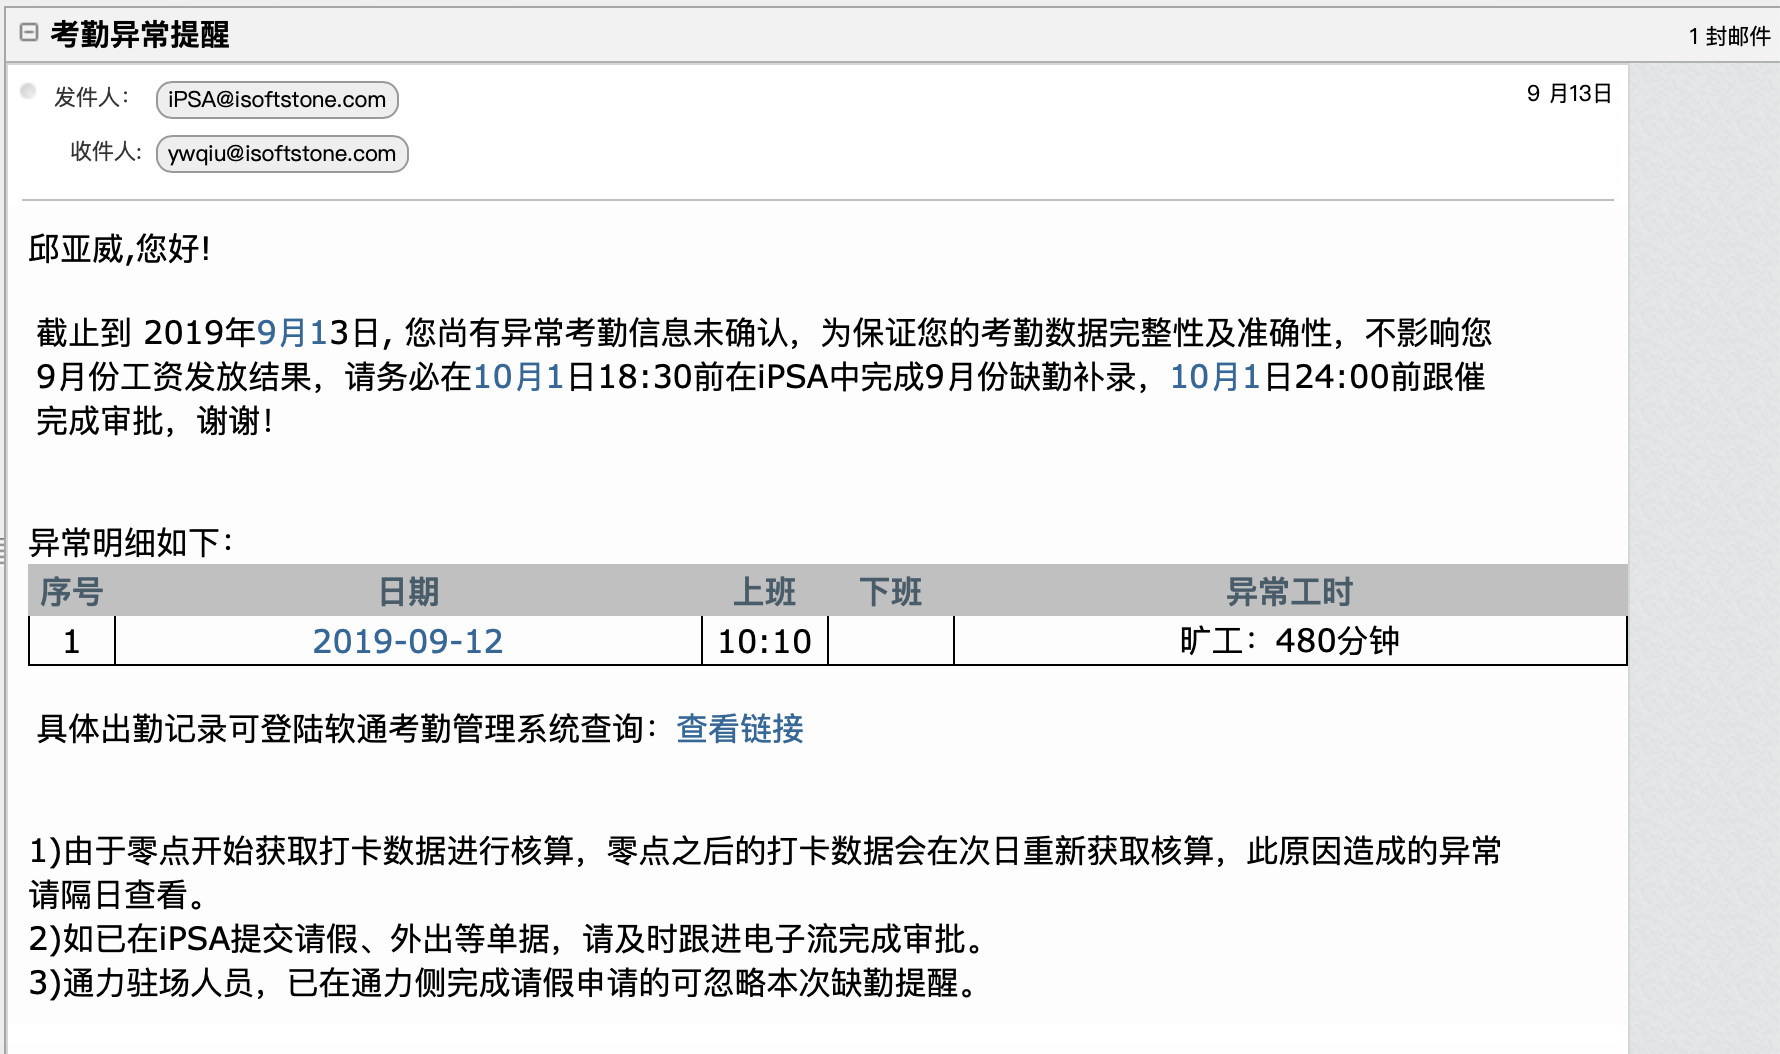 考勤异常提醒
1 封邮件
发件人：
iPSA@isoftstone.com
9 月13日
收件人:
ywqiu@isoftstone.com
邱亚威,您好!
截止到 2019年9月13日, 您尚有异常考勤信息未确认，为保证您的考勤数据完整性及准确性，不影响您
9月份工资发放结果，请务必在10月1日18:30前在iPSA中完成9月份缺勤补录，10月1日24:00前跟催
完成审批，谢谢！
异常明细如下：
序号 日期 上班 下班 异常工时
1 2019-09-12 10:10 旷工：480分钟
具体出勤记录可登陆软通考勤管理系统查询：查看链接
1)由于零点开始获取打卡数据进行核算，零点之后的打卡数据会在次日重新获取核算，此原因造成的异常
请隔日查看。
2)如已在iPSA提交请假、外出等单据，请及时跟进电子流完成审批。
3)通力驻场人员，已在通力侧完成请假申请的可忽略本次缺勤提醒。